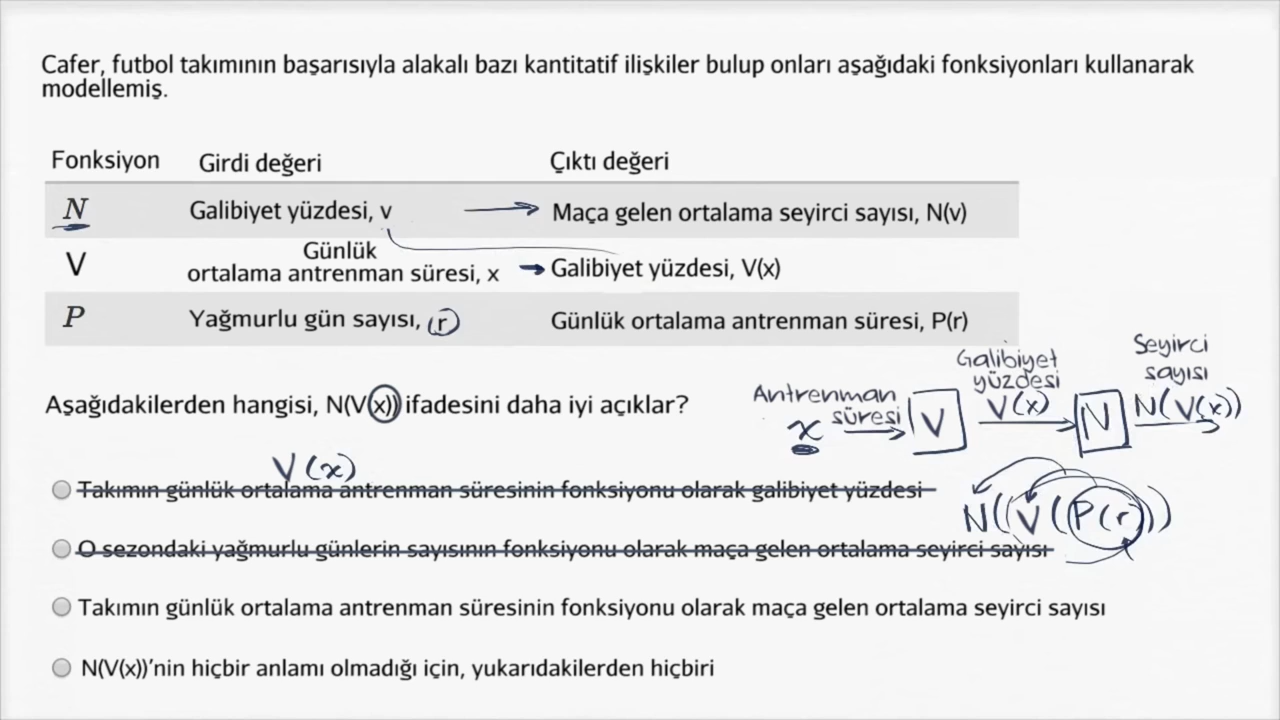 Cafer, futbol takımının başarısıyla alakalı bazı kantitatif ilişkiler bulup onları aşağıdaki fonksiyonları kullanarak
modellemiş.
Fonksiyon Girdi değeri Çıktı değeri
N Galibiyet yüzdesi, v Maça gelen ortalama seyirci sayısı, N(v)
V Günlük
ortalama antrenman süresi, x Galibiyet yüzdesi, V(x)
P Yağmurlu gün sayısı, r Günlük ortalama antrenman süresi, P(r)
Aşağıdakilerden hangisi, N(V(x)) ifadesini daha iyi açıklar?
Antrenman
süresi
x
V
Galibiyet
yüzdesi
V(x)
N
Seyirci
sayısı
N(V(x))
V(x)
Takımın günlük ortalama antrenman süresinin fonksiyonu olarak galibiyet yüzdesi
N((V(P(r)))
O sezondaki yağmurlu günlerin sayısının fonksiyonu olarak maça gelen ortalama seyirci sayısı
Takımın günlük ortalama antrenman süresinin fonksiyonu olarak maça gelen ortalama seyirci sayısı
N(V(x))'nin hiçbir anlamı olmadığı için, yukarıdakilerden hiçbiri